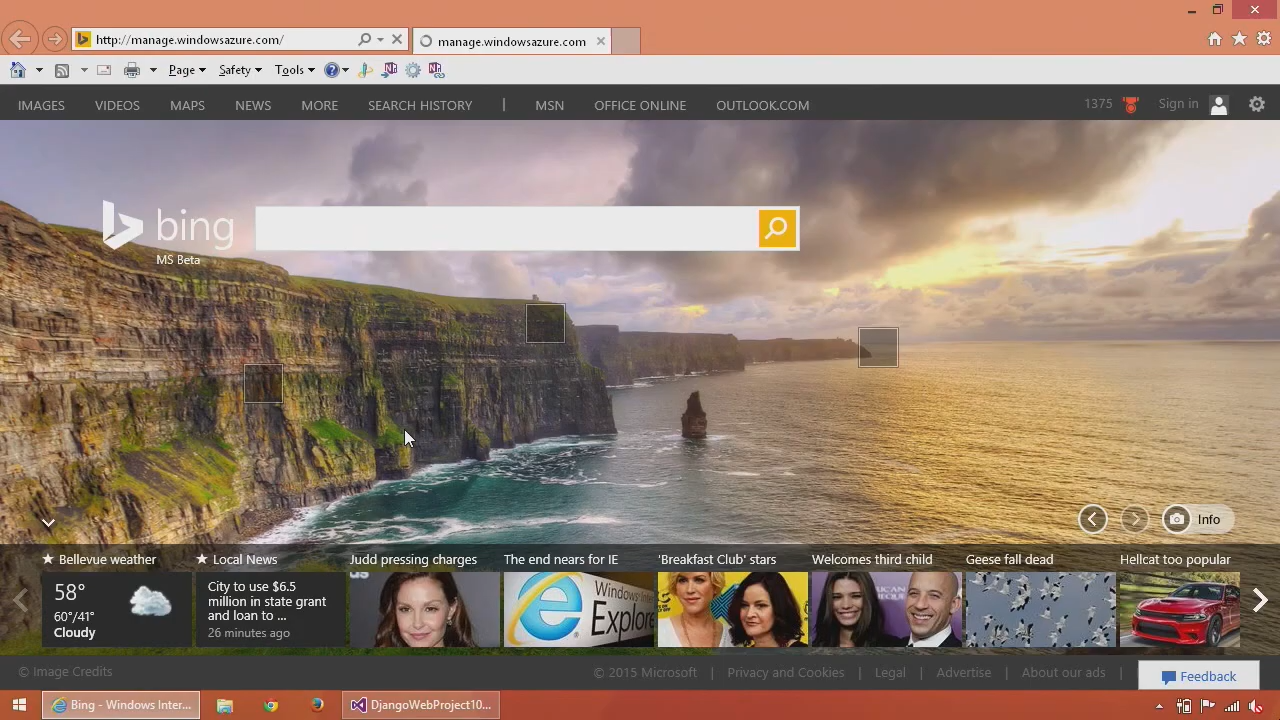 http://manage.windowsazure.com/
manage.windowsazure.com
Page
Safety
Tools
IMAGES VIDEOS MAPS NEWS MORE SEARCH HISTORY | MSN OFFICE ONLINE OUTLOOK.COM
1375 Sign in
bing
MS Beta
Info
Bellevue weather
58°
60°/41°
Cloudy
Local News
City to use $6.5
million in state grant
and loan to ...
26 minutes ago
Judd pressing charges
The end nears for IE
Windows Inte
Explore
'Breakfast Club' stars
Welcomes third child
Geese fall dead
Hellcat too popular
© Image Credits
© 2015 Microsoft | Privacy and Cookies | Legal | Advertise | About our ads |
Feedback
Bing - Windows Inter...
DjangoWebProject10...